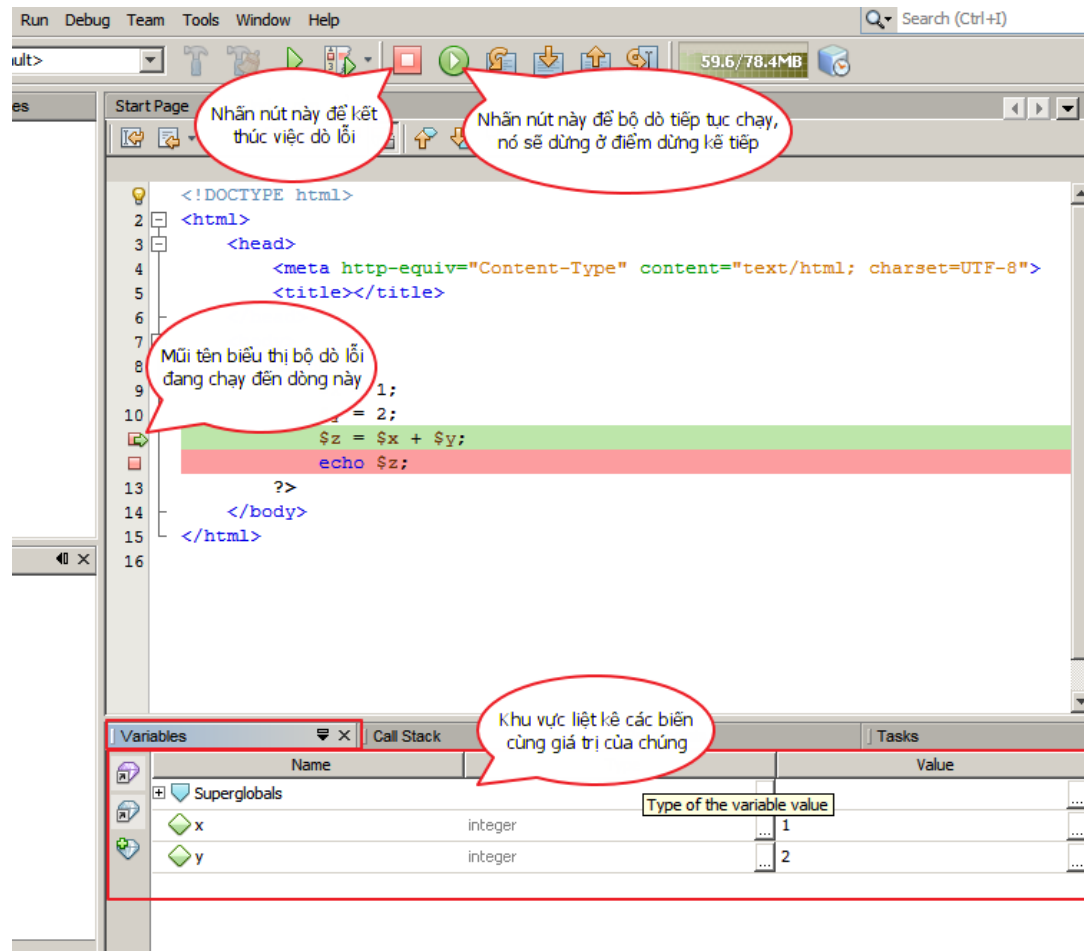 Run Debug Team Tools Window Help
Search (Ctrl+I)
ult>
59.6/78.4MB
es
Start Page
Nhấn nút này để kết
thúc việc dò lỗi
Nhấn nút này để bộ dò tiếp tục chạy,
nó sẽ dừng ở điểm dừng kế tiếp
<!DOCTYPE html>
2 <html>
3 <head>
4 <meta http-equiv="Content-Type" content="text/html; charset=UTF-8">
5 <title></title>
6
7
8
Mũi tên biểu thị bộ dò lỗi
đang chạy đến dòng này
9 1;
10 = 2;
$z = $x + $y;
echo $z;
13 ?>
14 </body>
15 </html>
16
Khu vực liệt kê các biến
cùng giá trị của chúng
Variables Call Stack Tasks
Name Value
Superglobals ...
Type of the variable value
x integer ... 1 ...
y integer ... 2 ...